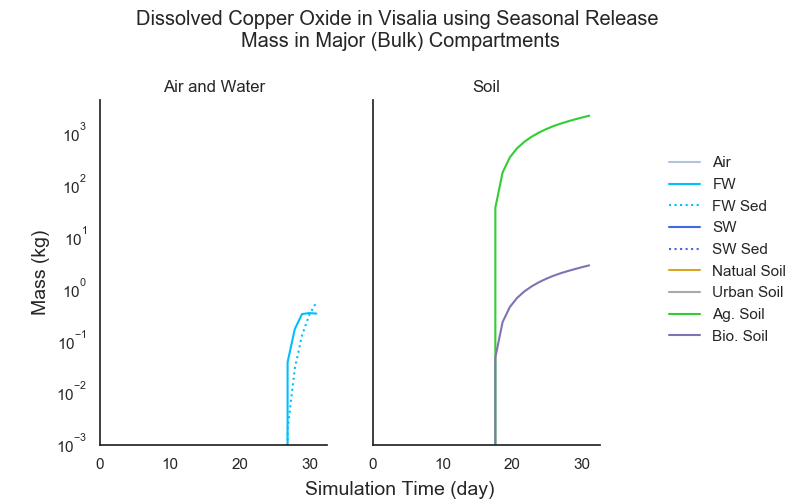 Dissolved Copper Oxide in Visalia using Seasonal Release
Mass in Major (Bulk) Compartments
Air and Water
Soil
Mass (kg)
10^3
10^2
10^1
10^0
10^−1
10^−2
10^−3
0 10 20 30
0 10 20 30
Simulation Time (day)
Air
FW
FW Sed
SW
SW Sed
Natual Soil
Urban Soil
Ag. Soil
Bio. Soil